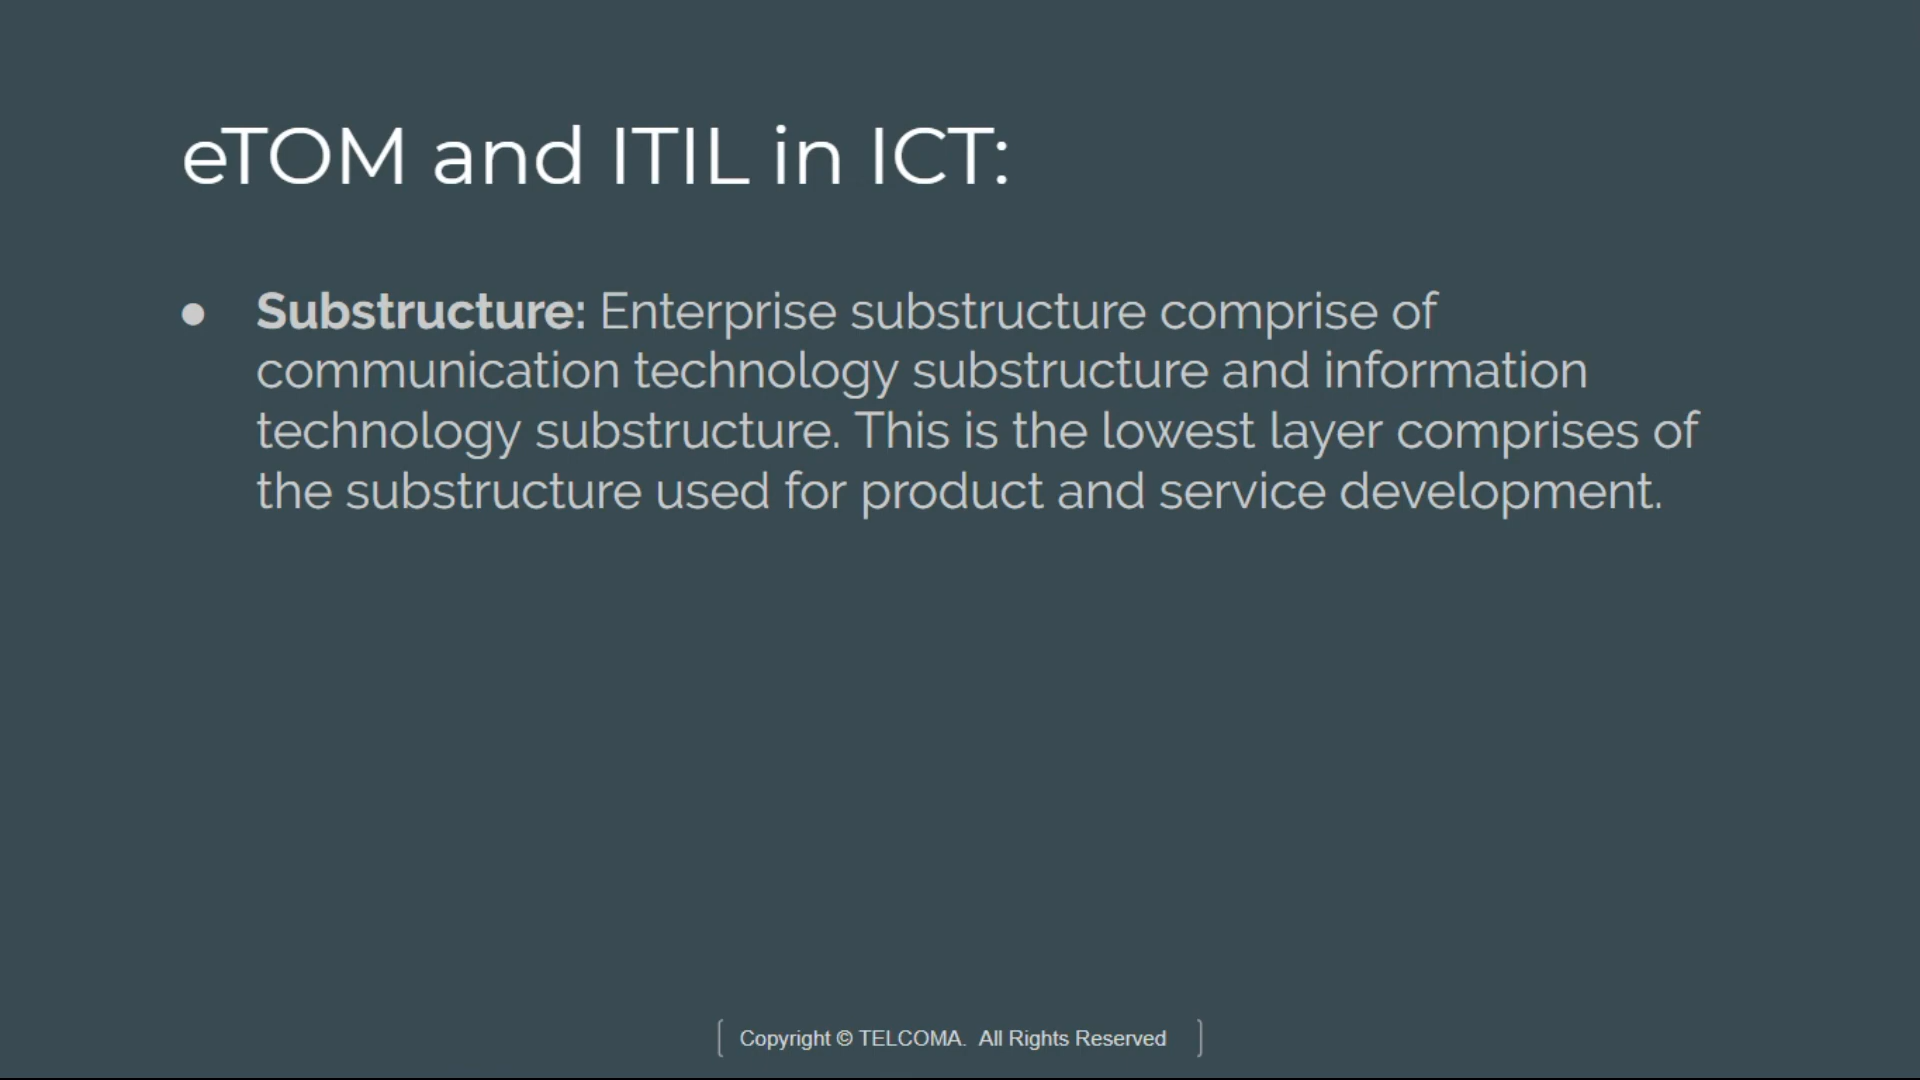 eTOM and ITIL in ICT:
● Substructure: Enterprise substructure comprise of
communication technology substructure and information
technology substructure. This is the lowest layer comprises of
the substructure used for product and service development.
[ Copyright © TELCOMA. All Rights Reserved ]